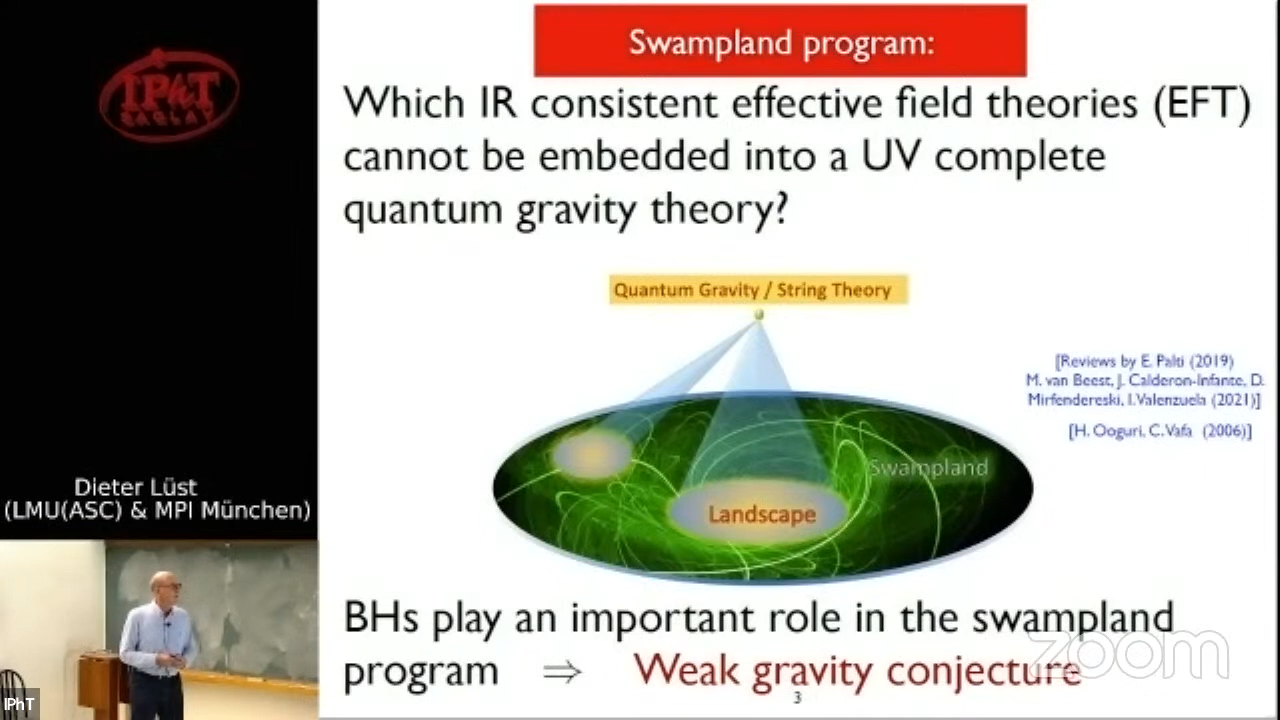 IPhT
SACLAY
Swampland program:
Which IR consistent effective field theories (EFT)
cannot be embedded into a UV complete
quantum gravity theory?
Quantum Gravity / String Theory
[Reviews by E. Palti (2019)
M. van Beest, J. Calderon-Infante, D.
Mirfendereski, I. Valenzuela (2021)]
[H. Ooguri, C. Vafa (2006)]
Swampland
Landscape
Dieter Lüst
(LMU(ASC) & MPI München)
BHs play an important role in the swampland
program ⇒ Weak gravity conjecture
3
zoom
IPhT